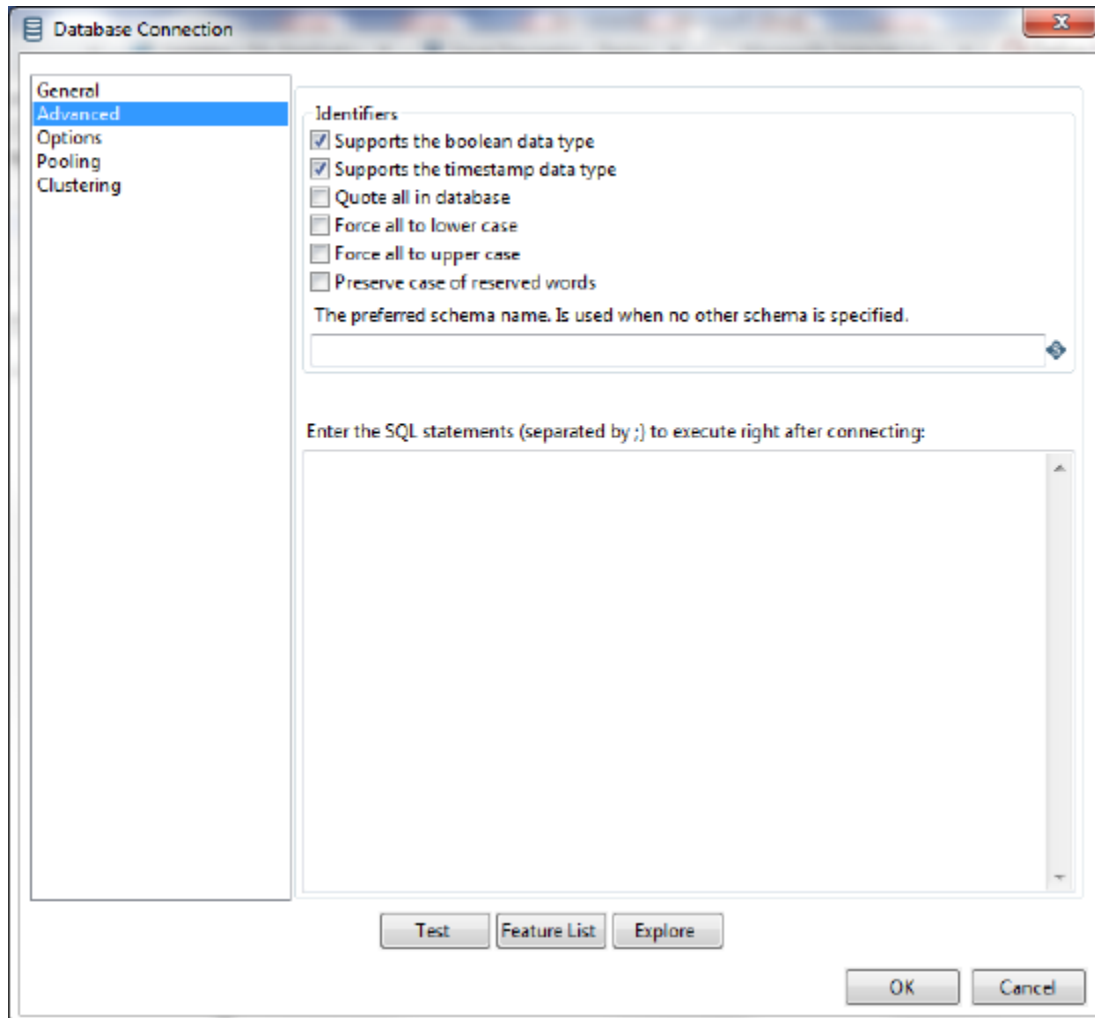 Database Connection
General
Advanced
Options
Pooling
Clustering
Identifiers
Supports the boolean data type
Supports the timestamp data type
Quote all in database
Force all to lower case
Force all to upper case
Preserve case of reserved words
The preferred schema name. Is used when no other schema is specified.
Enter the SQL statements (separated by ;) to execute right after connecting:
Test Feature List Explore
OK Cancel